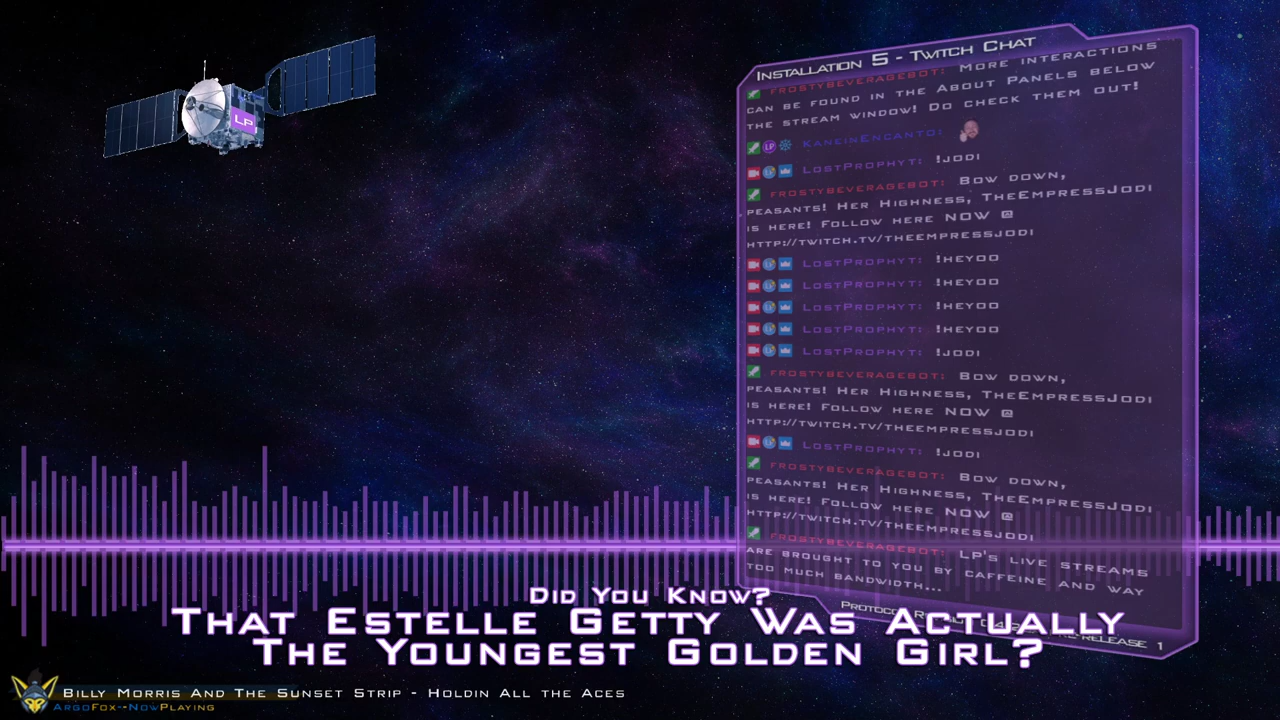 LP
Installation 5 - Twitch Chat
frostybeveragebot: More interactions
can be found in the About Panels below
the stream window! Do check them out!
KaneirEncanto:
LostProphyt: !jodi
frostybeveragebot: Bow down,
peasants! Her Highness, TheEmpressJodi
is here! Follow here NOW @
http://twitch.tv/theempressjodi
LostProphyt: !heyoo
LostProphyt: !heyoo
LostProphyt: !heyoo
LostProphyt: !heyoo
LostProphyt: !jodi
frostybeveragebot: Bow down,
peasants! Her Highness, TheEmpressJodi
is here! Follow here NOW @
http://twitch.tv/theempressjodi
LostProphyt: !jodi
frostybeveragebot: Bow down,
peasants! Her Highness, TheEmpressJodi
is here! Follow here NOW @
http://twitch.tv/theempressjodi
frostybeveragebot: LP's live streams
are brought to you by caffeine and way
too much bandwidth...
Did You Know?
That Estelle Getty Was Actually
The Youngest Golden Girl?
1
Billy Morris And The Sunset Strip - Holdin All the Aces
ArgoFox--NowPlaying